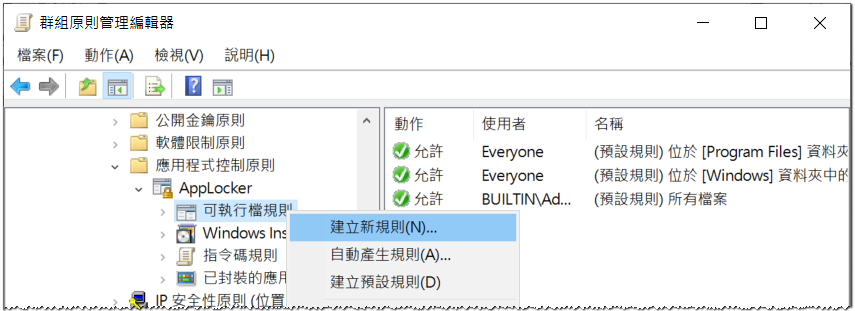 群組原則管理編輯器
檔案(F) 動作(A) 檢視(V) 說明(H)
公開金鑰原則
軟體限制原則
應用程式控制原則
AppLocker
可執行檔規則
Windows Ins
指令碼規則
已封裝的應用
IP 安全性原則 (位置
建立新規則(N)...
自動產生規則(A)...
建立預設規則(D)
動作 使用者 名稱
允許 Everyone (預設規則) 位於 [Program Files] 資料夾
允許 Everyone (預設規則) 位於 [Windows] 資料夾中的
允許 BUILTIN\Ad... (預設規則) 所有檔案